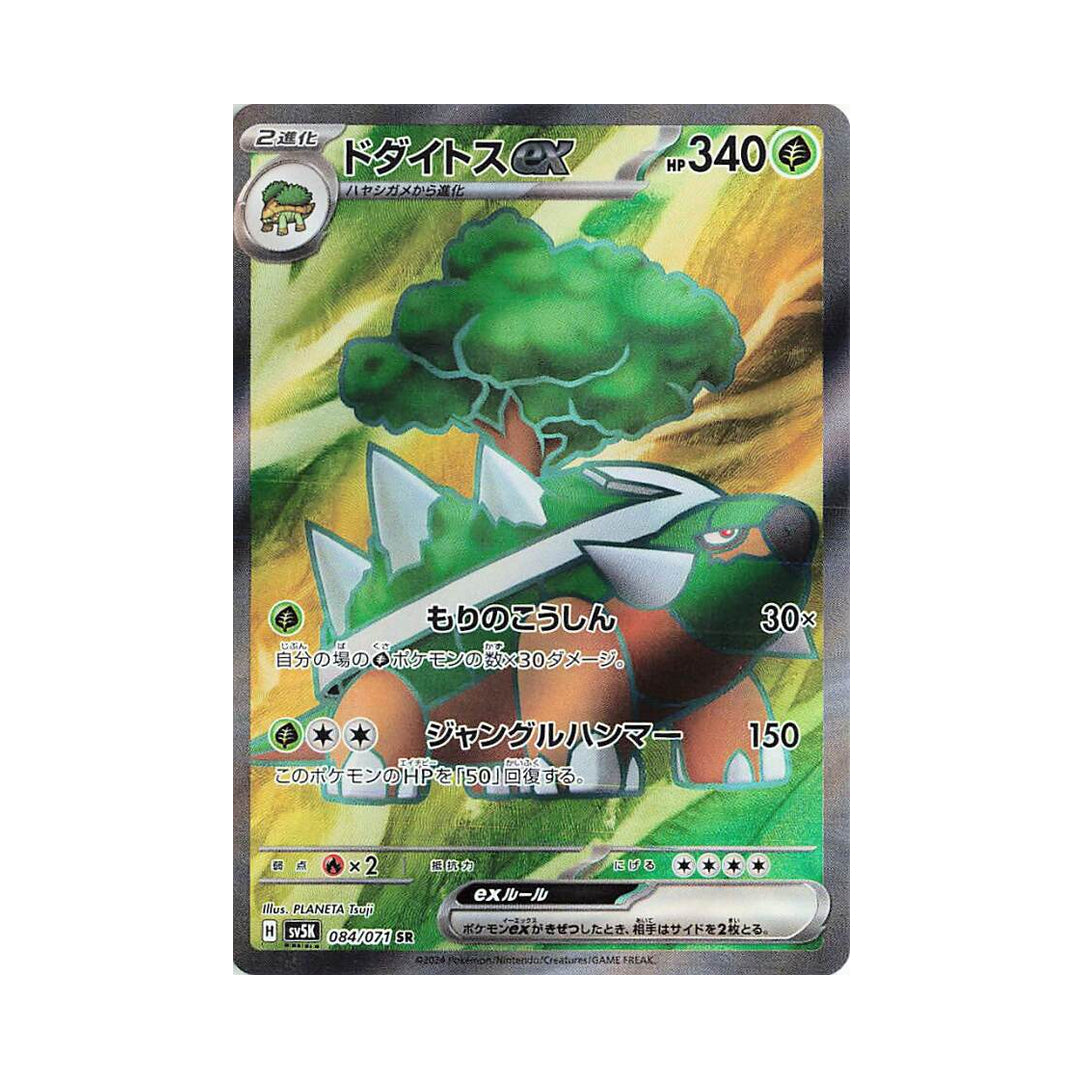 2進化
ドダイトスex
HP340
ハヤシガメから進化
もりのこうしん 30×
自分の場のポケモンの数×30ダメージ。
ジャングルハンマー 150
このポケモンのHPを「50」回復する。
弱点 ×2 抵抗力 にげる
exルール
ポケモンexがきぜつしたとき、相手はサイドを2枚とる。
Illus. PLANETA Tsuji
H sv5K 084/071 SR
©2024 Pokémon/Nintendo/Creatures/GAME FREAK.